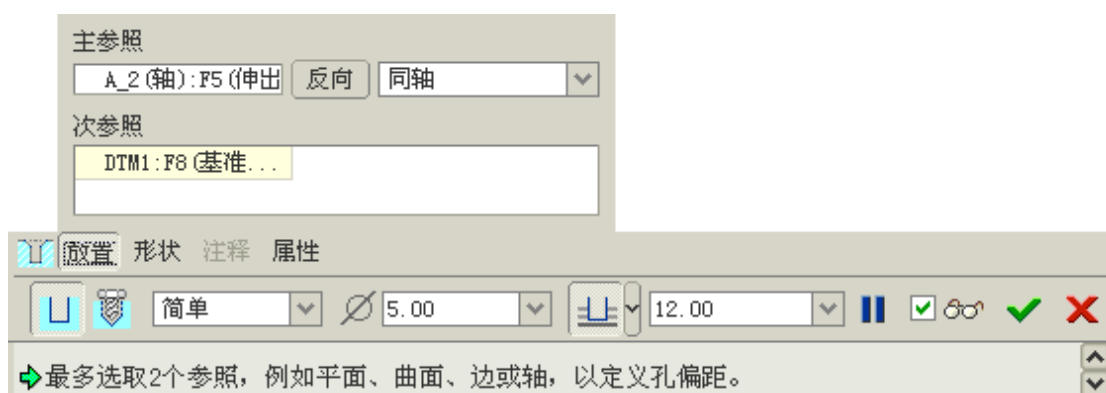 主参照
A_2(轴):F5(伸出 反向 同轴
次参照
DTM1:F8(基准...
放置 形状 注释 属性
简单 5.00 12.00
最多选取2个参照，例如平面、曲面、边或轴，以定义孔偏距。